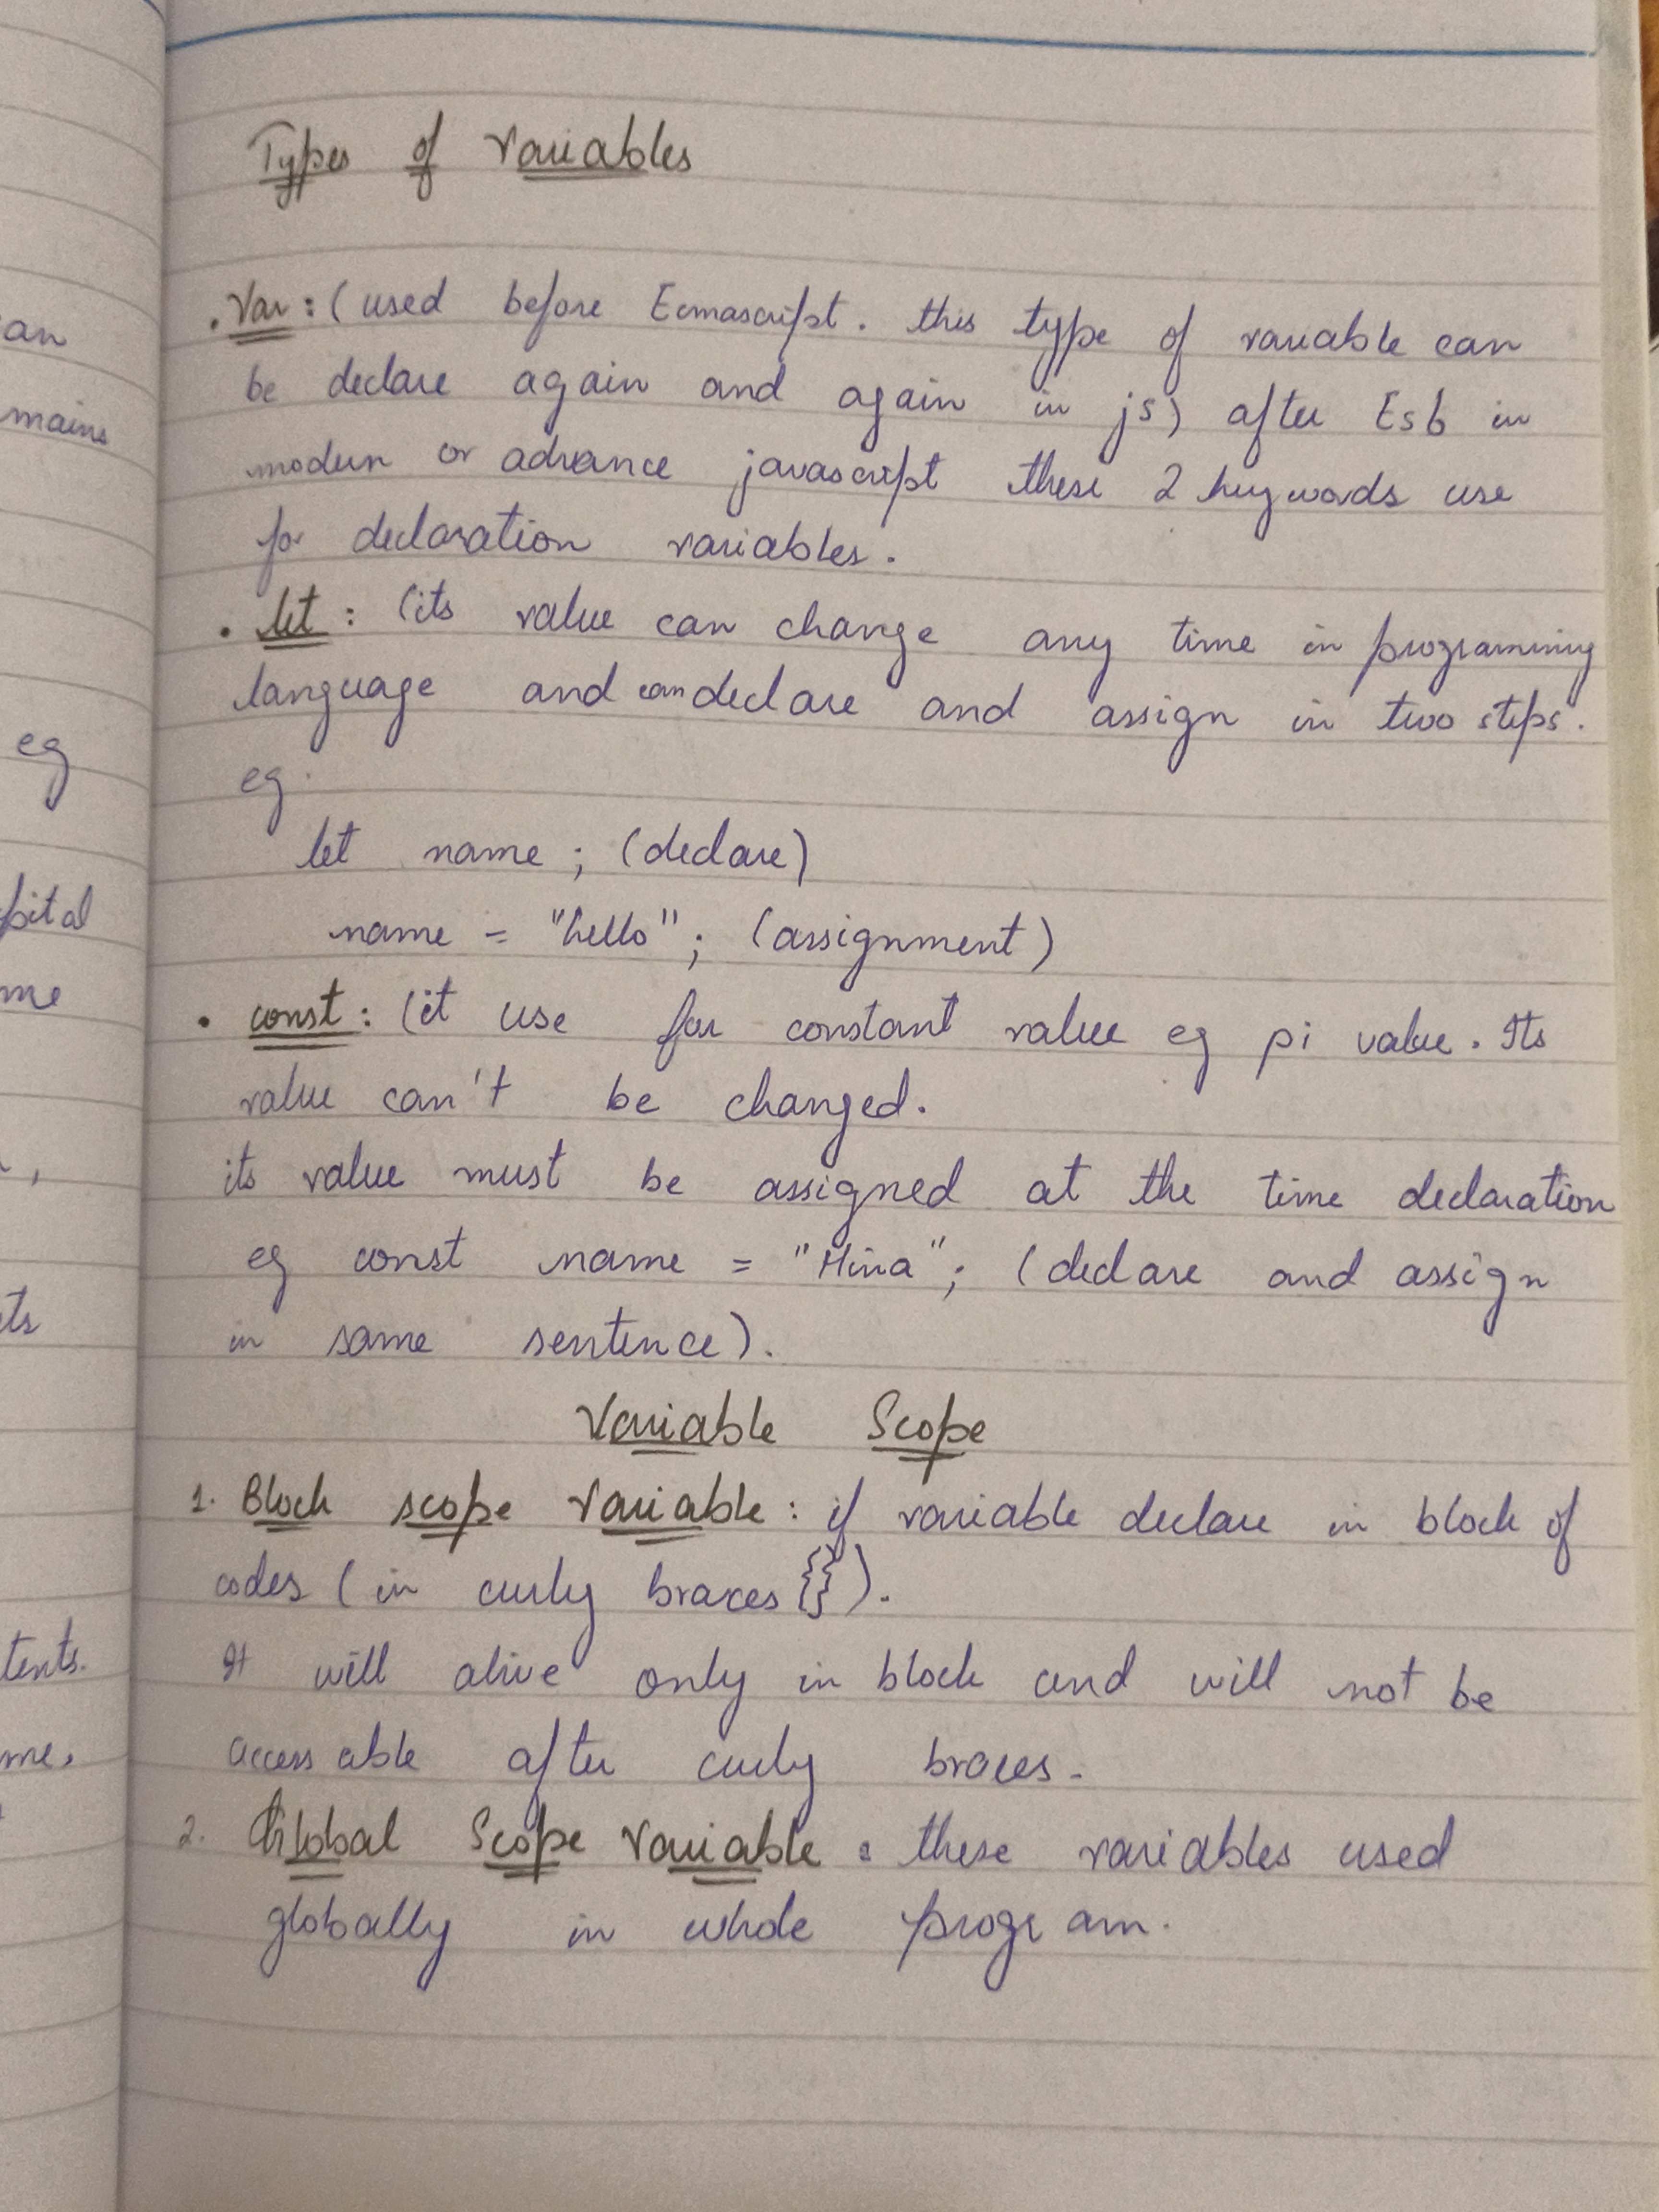 Types of Variables
. Var : ( used before Ecmascript . this type of variable can
be declare again and again in js) after Es6 in
modern or advance javascript these 2 keywords use
for declaration variables .
. let : (its value can change any time in programing
language and can declare and assign in two steps .
eg
let name ; (declare)
name = "hello" ; (assignment)
. const : (it use for constant value eg pi value . Its
value can't be changed.
its value must be assigned at the time declaration
eg const name = " "; (declare and assign
in same sentence ) .
Variable Scope
1. Block scope Variable : if variable declare in block of
codes ( in curly braces {} ) .
It will alive only in block and will not be
access able after curly braces .
2. Global Scope Variable : these variables used
globally in whole program .
an
mains
eg
pital
me
,
ts
tents.
me,